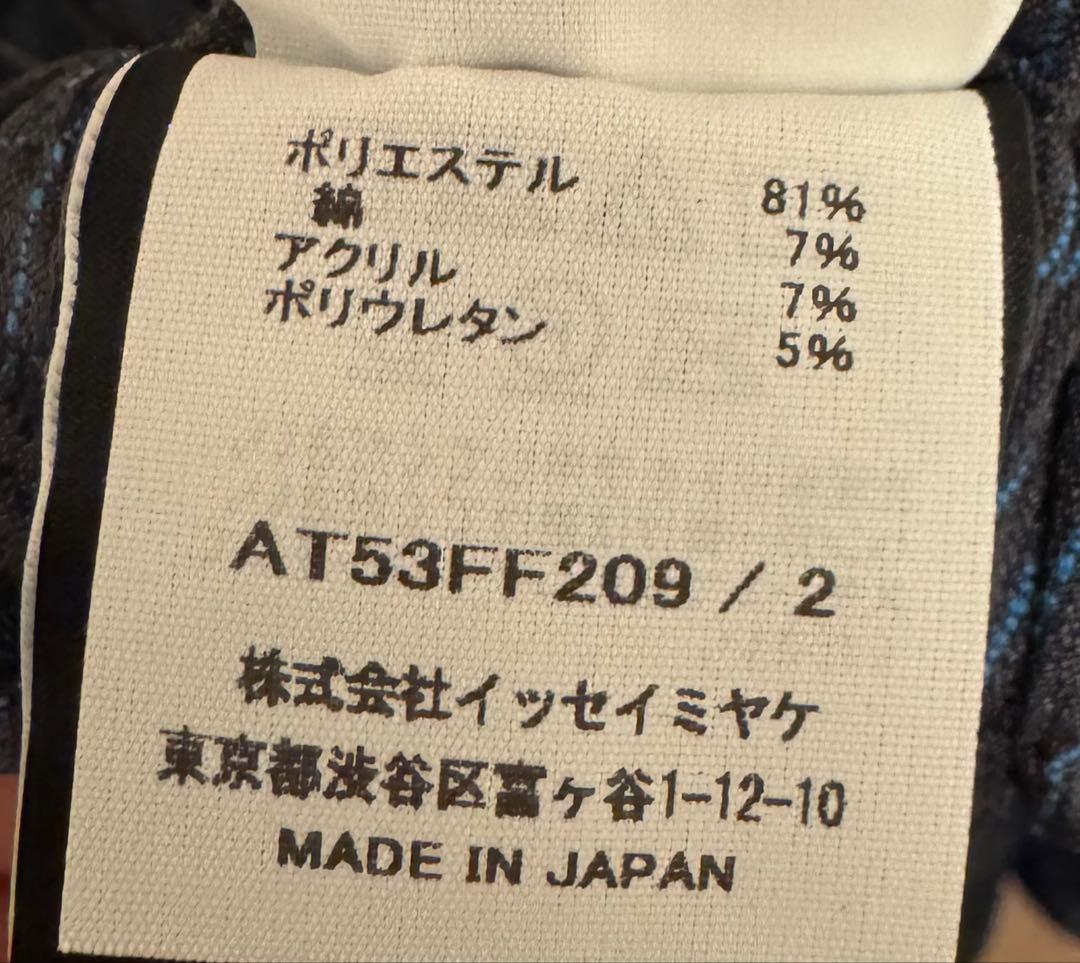 ポリエステル 81%
綿 7%
アクリル 7%
ポリウレタン 5%
AT53FF209 / 2
株式会社イッセイミヤケ
東京都渋谷区富ヶ谷1-12-10
MADE IN JAPAN